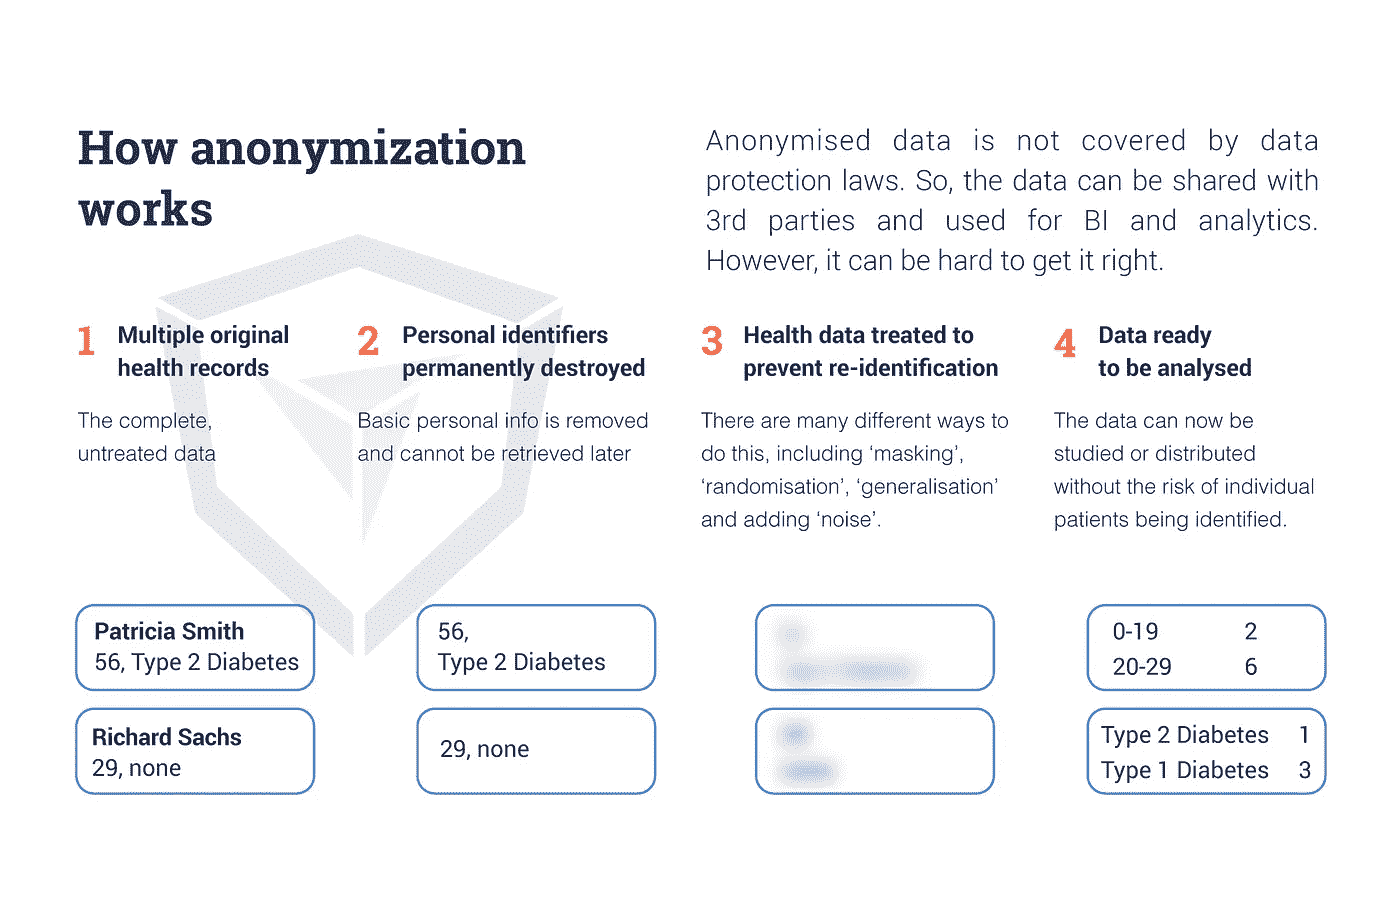 How anonymization
works
Anonymised data is not covered by data
protection laws. So, the data can be shared with
3rd parties and used for BI and analytics.
However, it can be hard to get it right.
1 Multiple original
health records
The complete,
untreated data
2 Personal identifiers
permanently destroyed
Basic personal info is removed
and cannot be retrieved later
3 Health data treated to
prevent re-identification
There are many different ways to
do this, including ‘masking’,
‘randomisation’, ‘generalisation’
and adding ‘noise’.
4 Data ready
to be analysed
The data can now be
studied or distributed
without the risk of individual
patients being identified.
Patricia Smith
56, Type 2 Diabetes
56,
Type 2 Diabetes
0-19 2
20-29 6
Richard Sachs
29, none
29, none
Type 2 Diabetes 1
Type 1 Diabetes 3